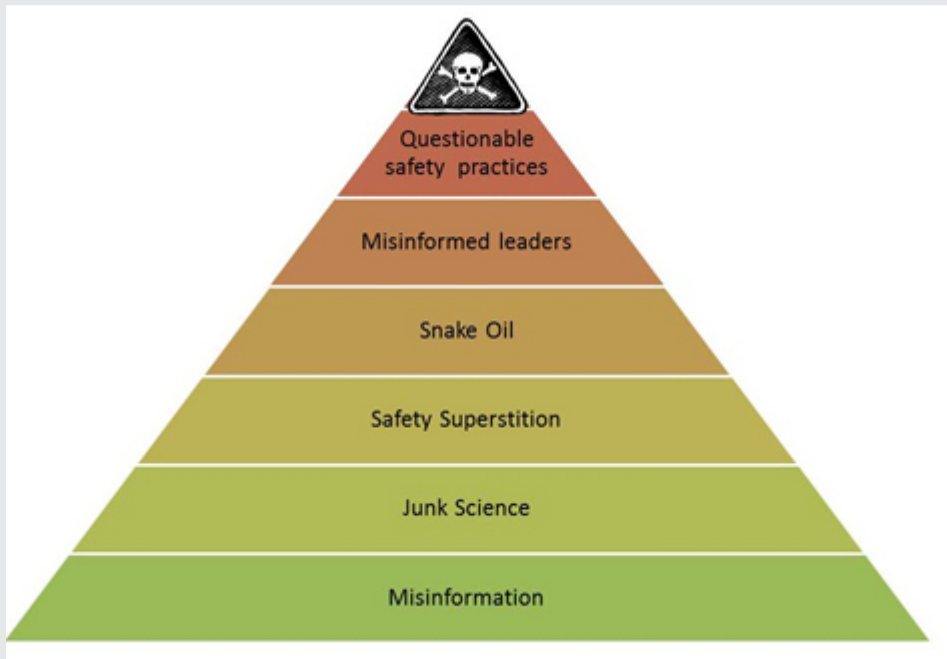 Questionable
safety practices
Misinformed leaders
Snake Oil
Safety Superstition
Junk Science
Misinformation